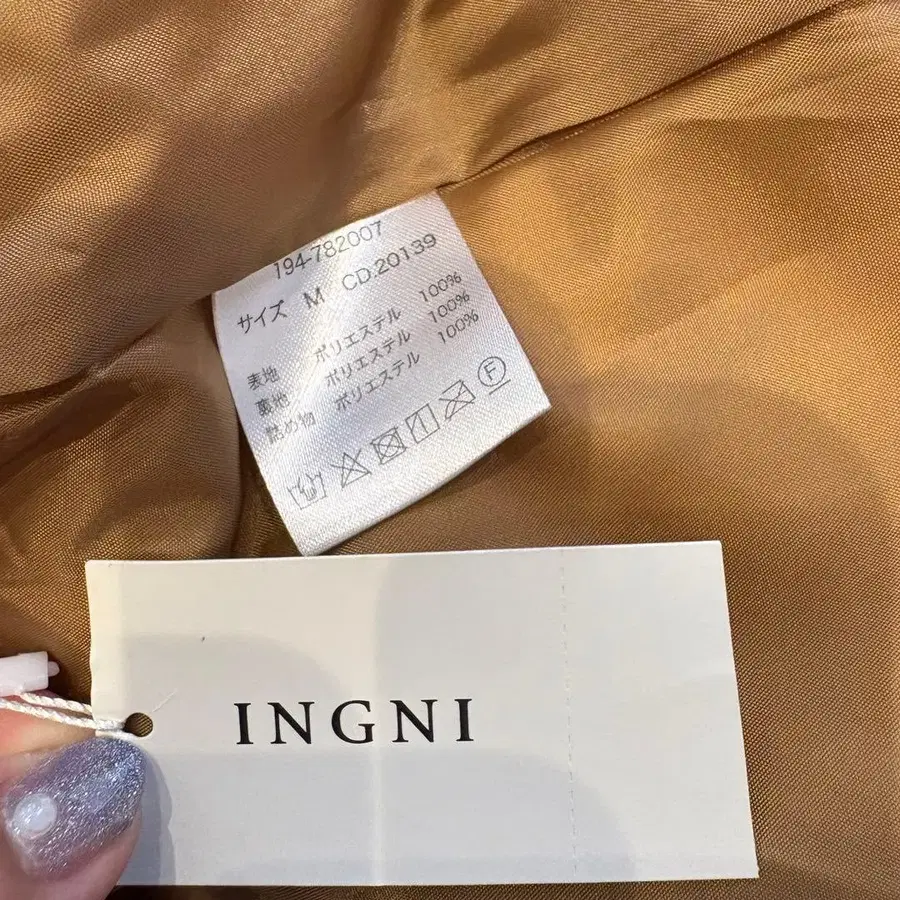 194-782007
サイズ M CD:20139
表地 ポリエステル 100%
裏地 ポリエステル 100%
詰め物 ポリエステル 100%
F
INGNI